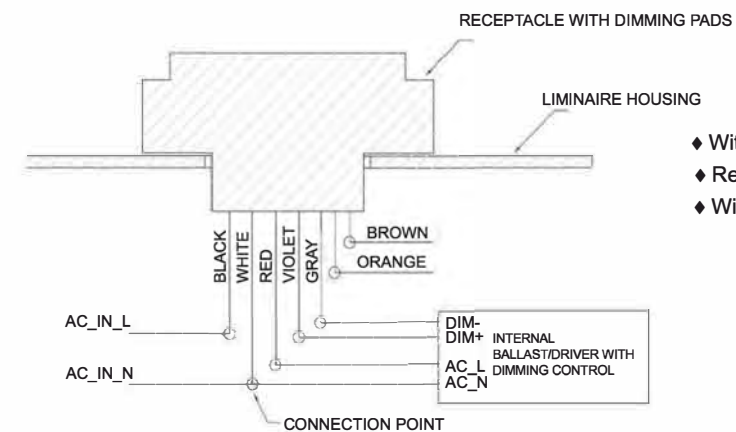 RECEPTACLE WITH DIMMING PADS
LIMINAIRE HOUSING
♦ Wit
♦ Re
♦ Wi
BLACK
WHITE
RED
VIOLET
GRAY
BROWN
ORANGE
AC_IN_L
AC_IN_N
DIM-
DIM+ INTERNAL
BALLAST/DRIVER WITH
AC_L DIMMING CONTROL
AC_N
CONNECTION POINT